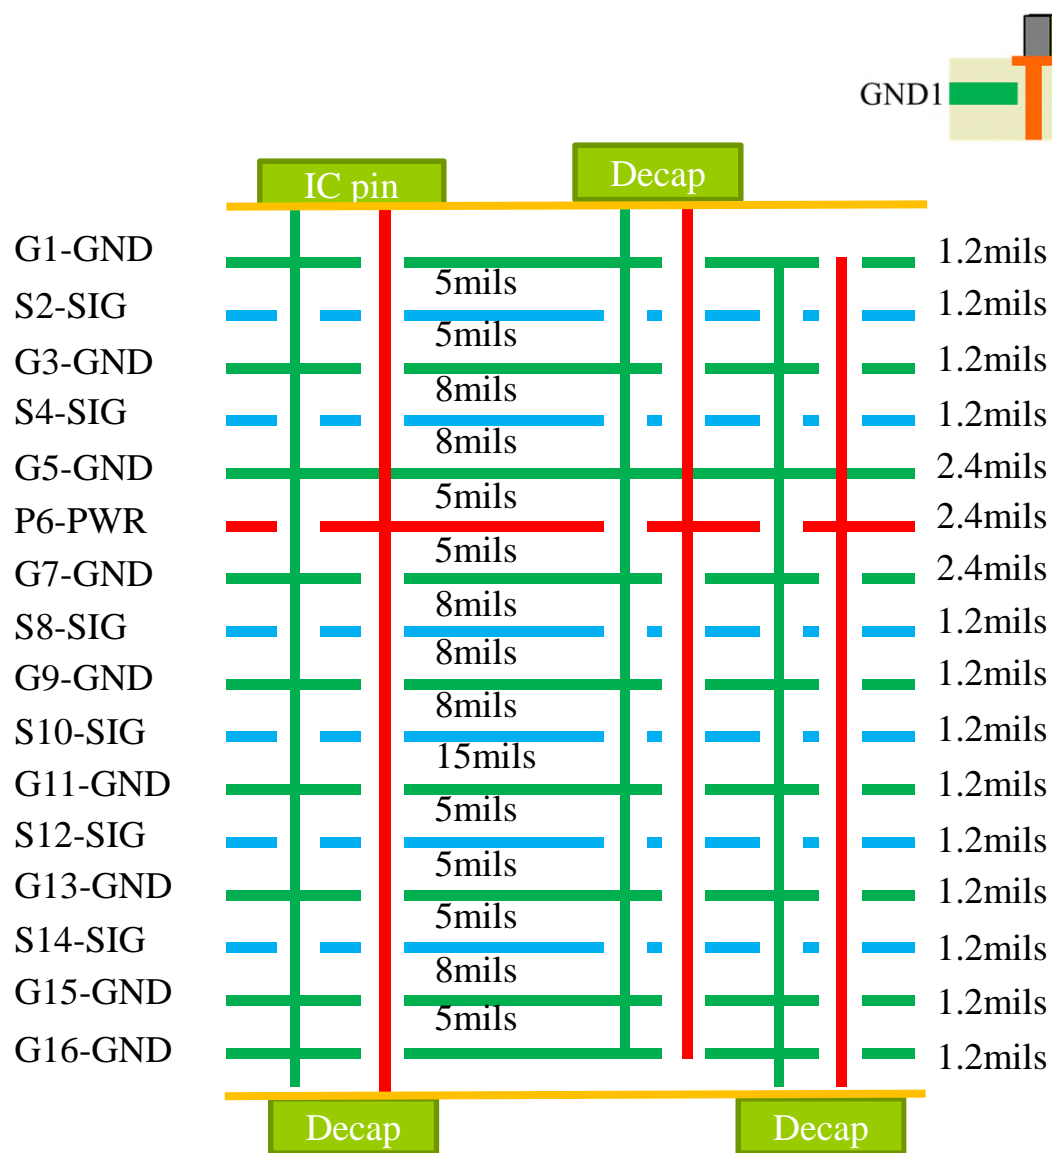 GND1
IC pin
Decap
G1-GND
1.2mils
5mils
S2-SIG
1.2mils
5mils
G3-GND
1.2mils
8mils
S4-SIG
1.2mils
8mils
G5-GND
2.4mils
5mils
P6-PWR
2.4mils
5mils
G7-GND
2.4mils
8mils
S8-SIG
1.2mils
8mils
G9-GND
1.2mils
8mils
S10-SIG
1.2mils
15mils
G11-GND
1.2mils
5mils
S12-SIG
1.2mils
5mils
G13-GND
1.2mils
5mils
S14-SIG
1.2mils
8mils
G15-GND
1.2mils
5mils
G16-GND
1.2mils
Decap
Decap